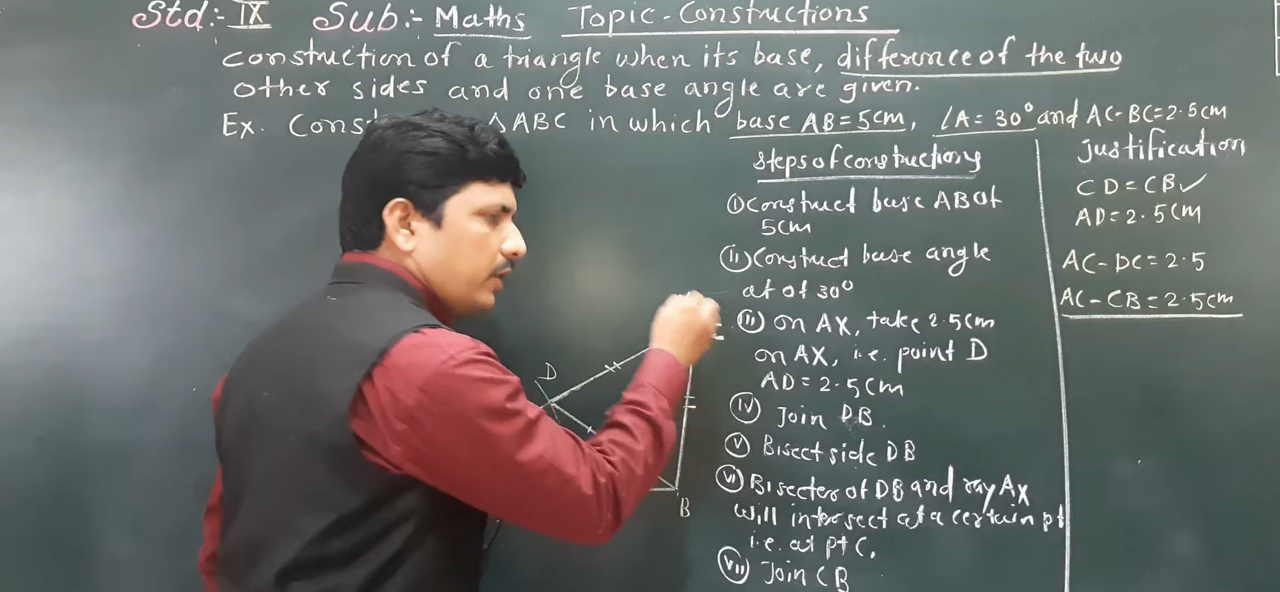 Std:- IX Sub:- Maths Topic-Constructions
constuction of a triangle when its base, difference of the two
other sides and one base angle are given.
Ex. Const ABC in which base AB=5cm, ∠A=30° and AC-BC=2.5cm
steps of constructions
(i) construct base AB of
5cm
(ii) Construct base angle
at of 30°
(iii) on AX, take 2.5cm
on AX, i.e. point D
AD=2.5cm
(iv) Join DB.
(v) Bisect side DB
(vi) Bisecter of DB and ray AX
will intersect at a certain pt
i.e. at pt C.
(vii) Join CB
Justification
CD=CB✓
AD=2.5cm
AC-DC=2.5
AC-CB=2.5cm
D
B